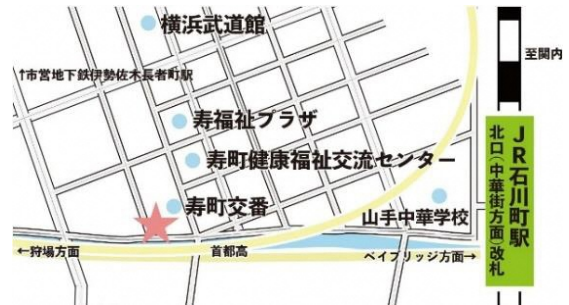 横浜武道館
至関内
↑市営地下鉄伊勢佐木長者町駅
寿福祉プラザ
寿町健康福祉交流センター
寿町交番
山手中華学校
JR石川町駅
北口(中華街方面)改札
←狩場方面
首都高
ベイブリッジ方面→